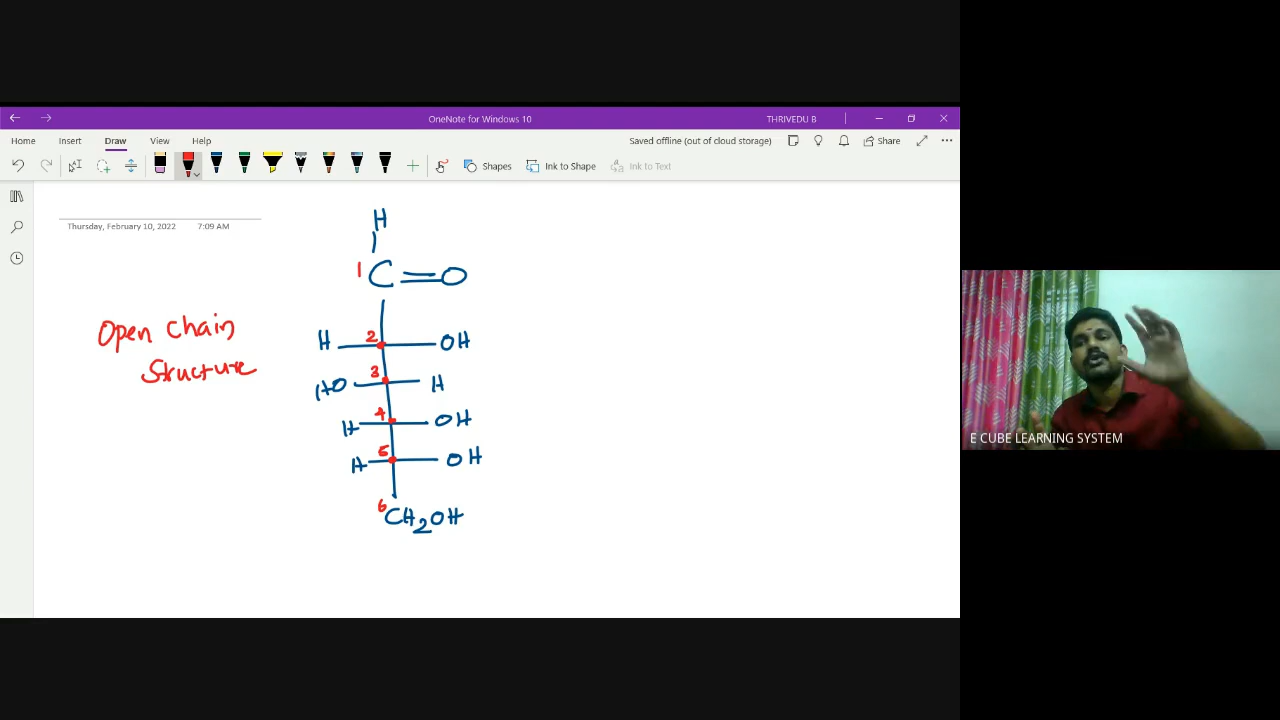 OneNote for Windows 10
THRIVEDU B
Home Insert Draw View Help
Saved offline (out of cloud storage)
Share
Shapes
Ink to Shape
Ink to Text
Thursday, February 10, 2022 7:09 AM
H
1 C=O
Open Chain
Structure
H 2 OH
HO 3 H
H 4 OH
H 5 OH
6 CH2OH
E CUBE LEARNING SYSTEM